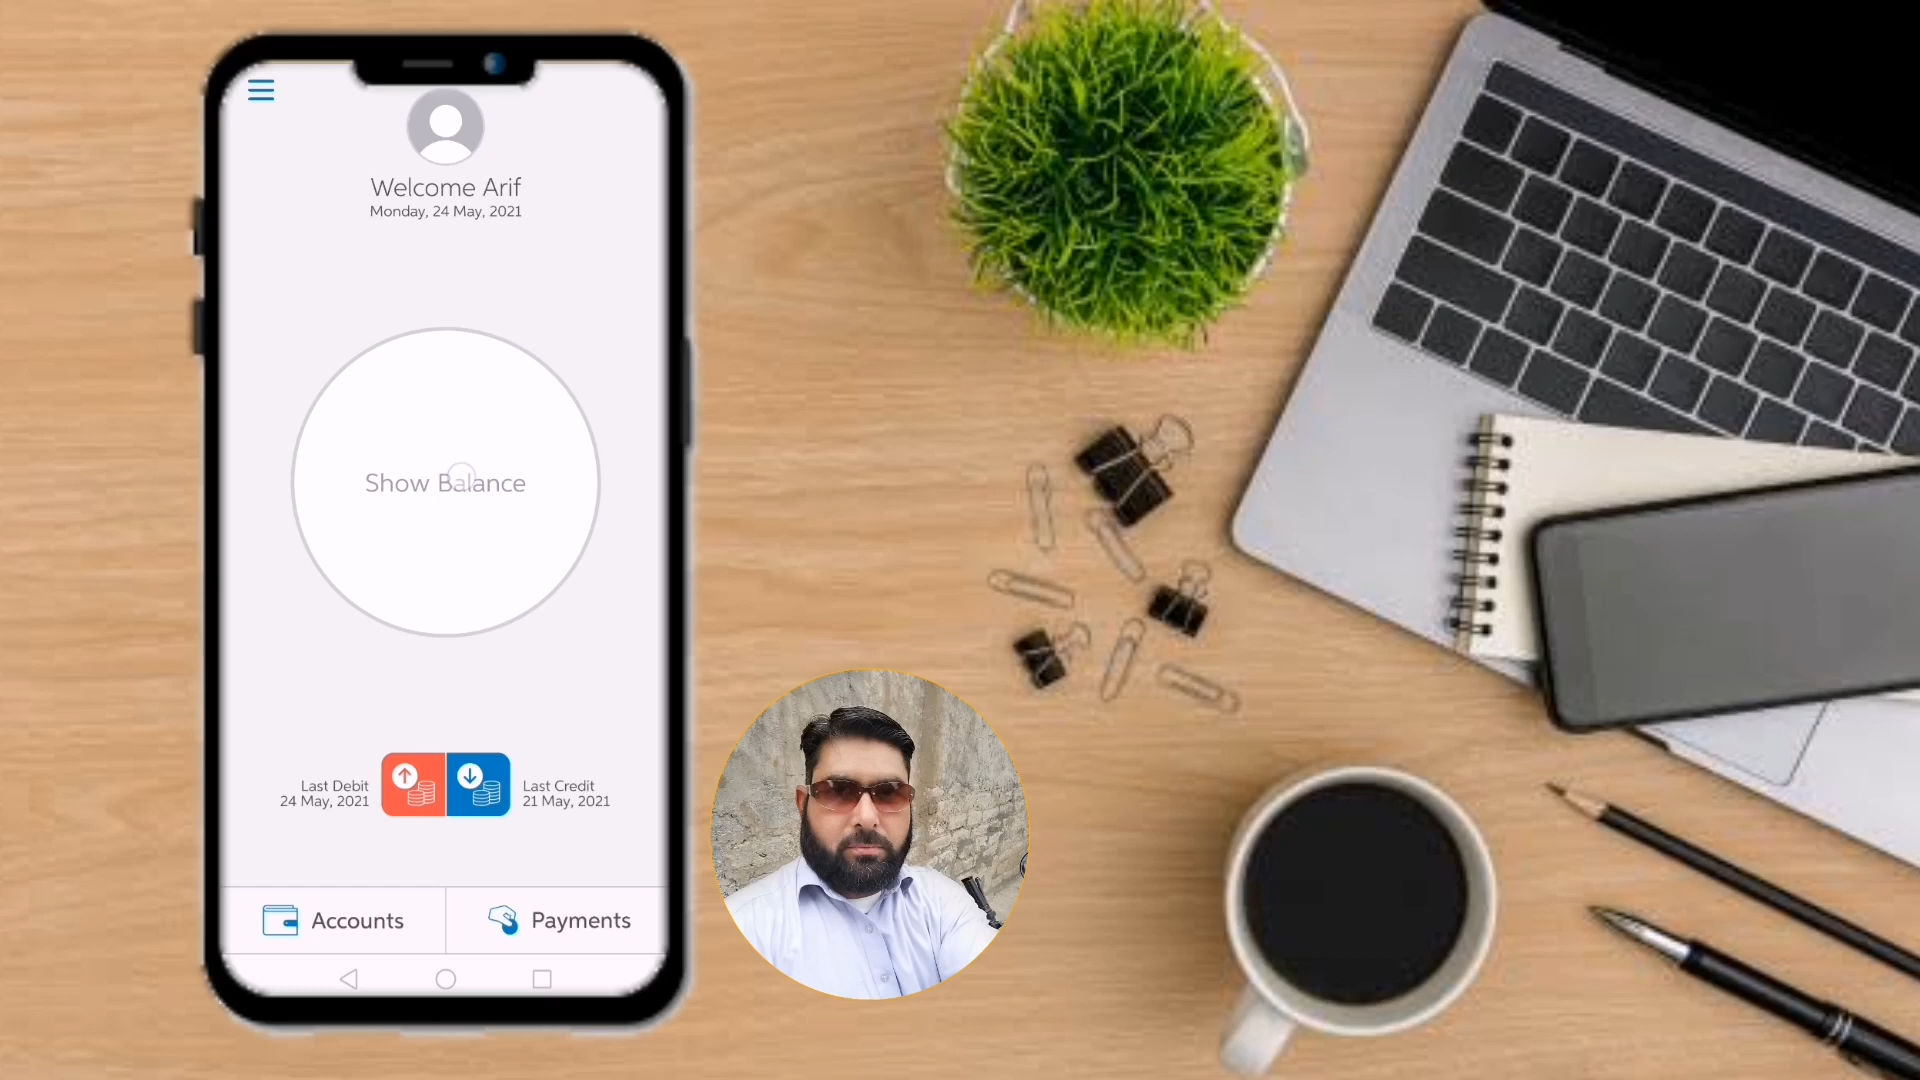 Welcome Arif
Monday, 24 May, 2021
Show Balance
Last Debit
24 May, 2021
Last Credit
21 May, 2021
Accounts
Payments